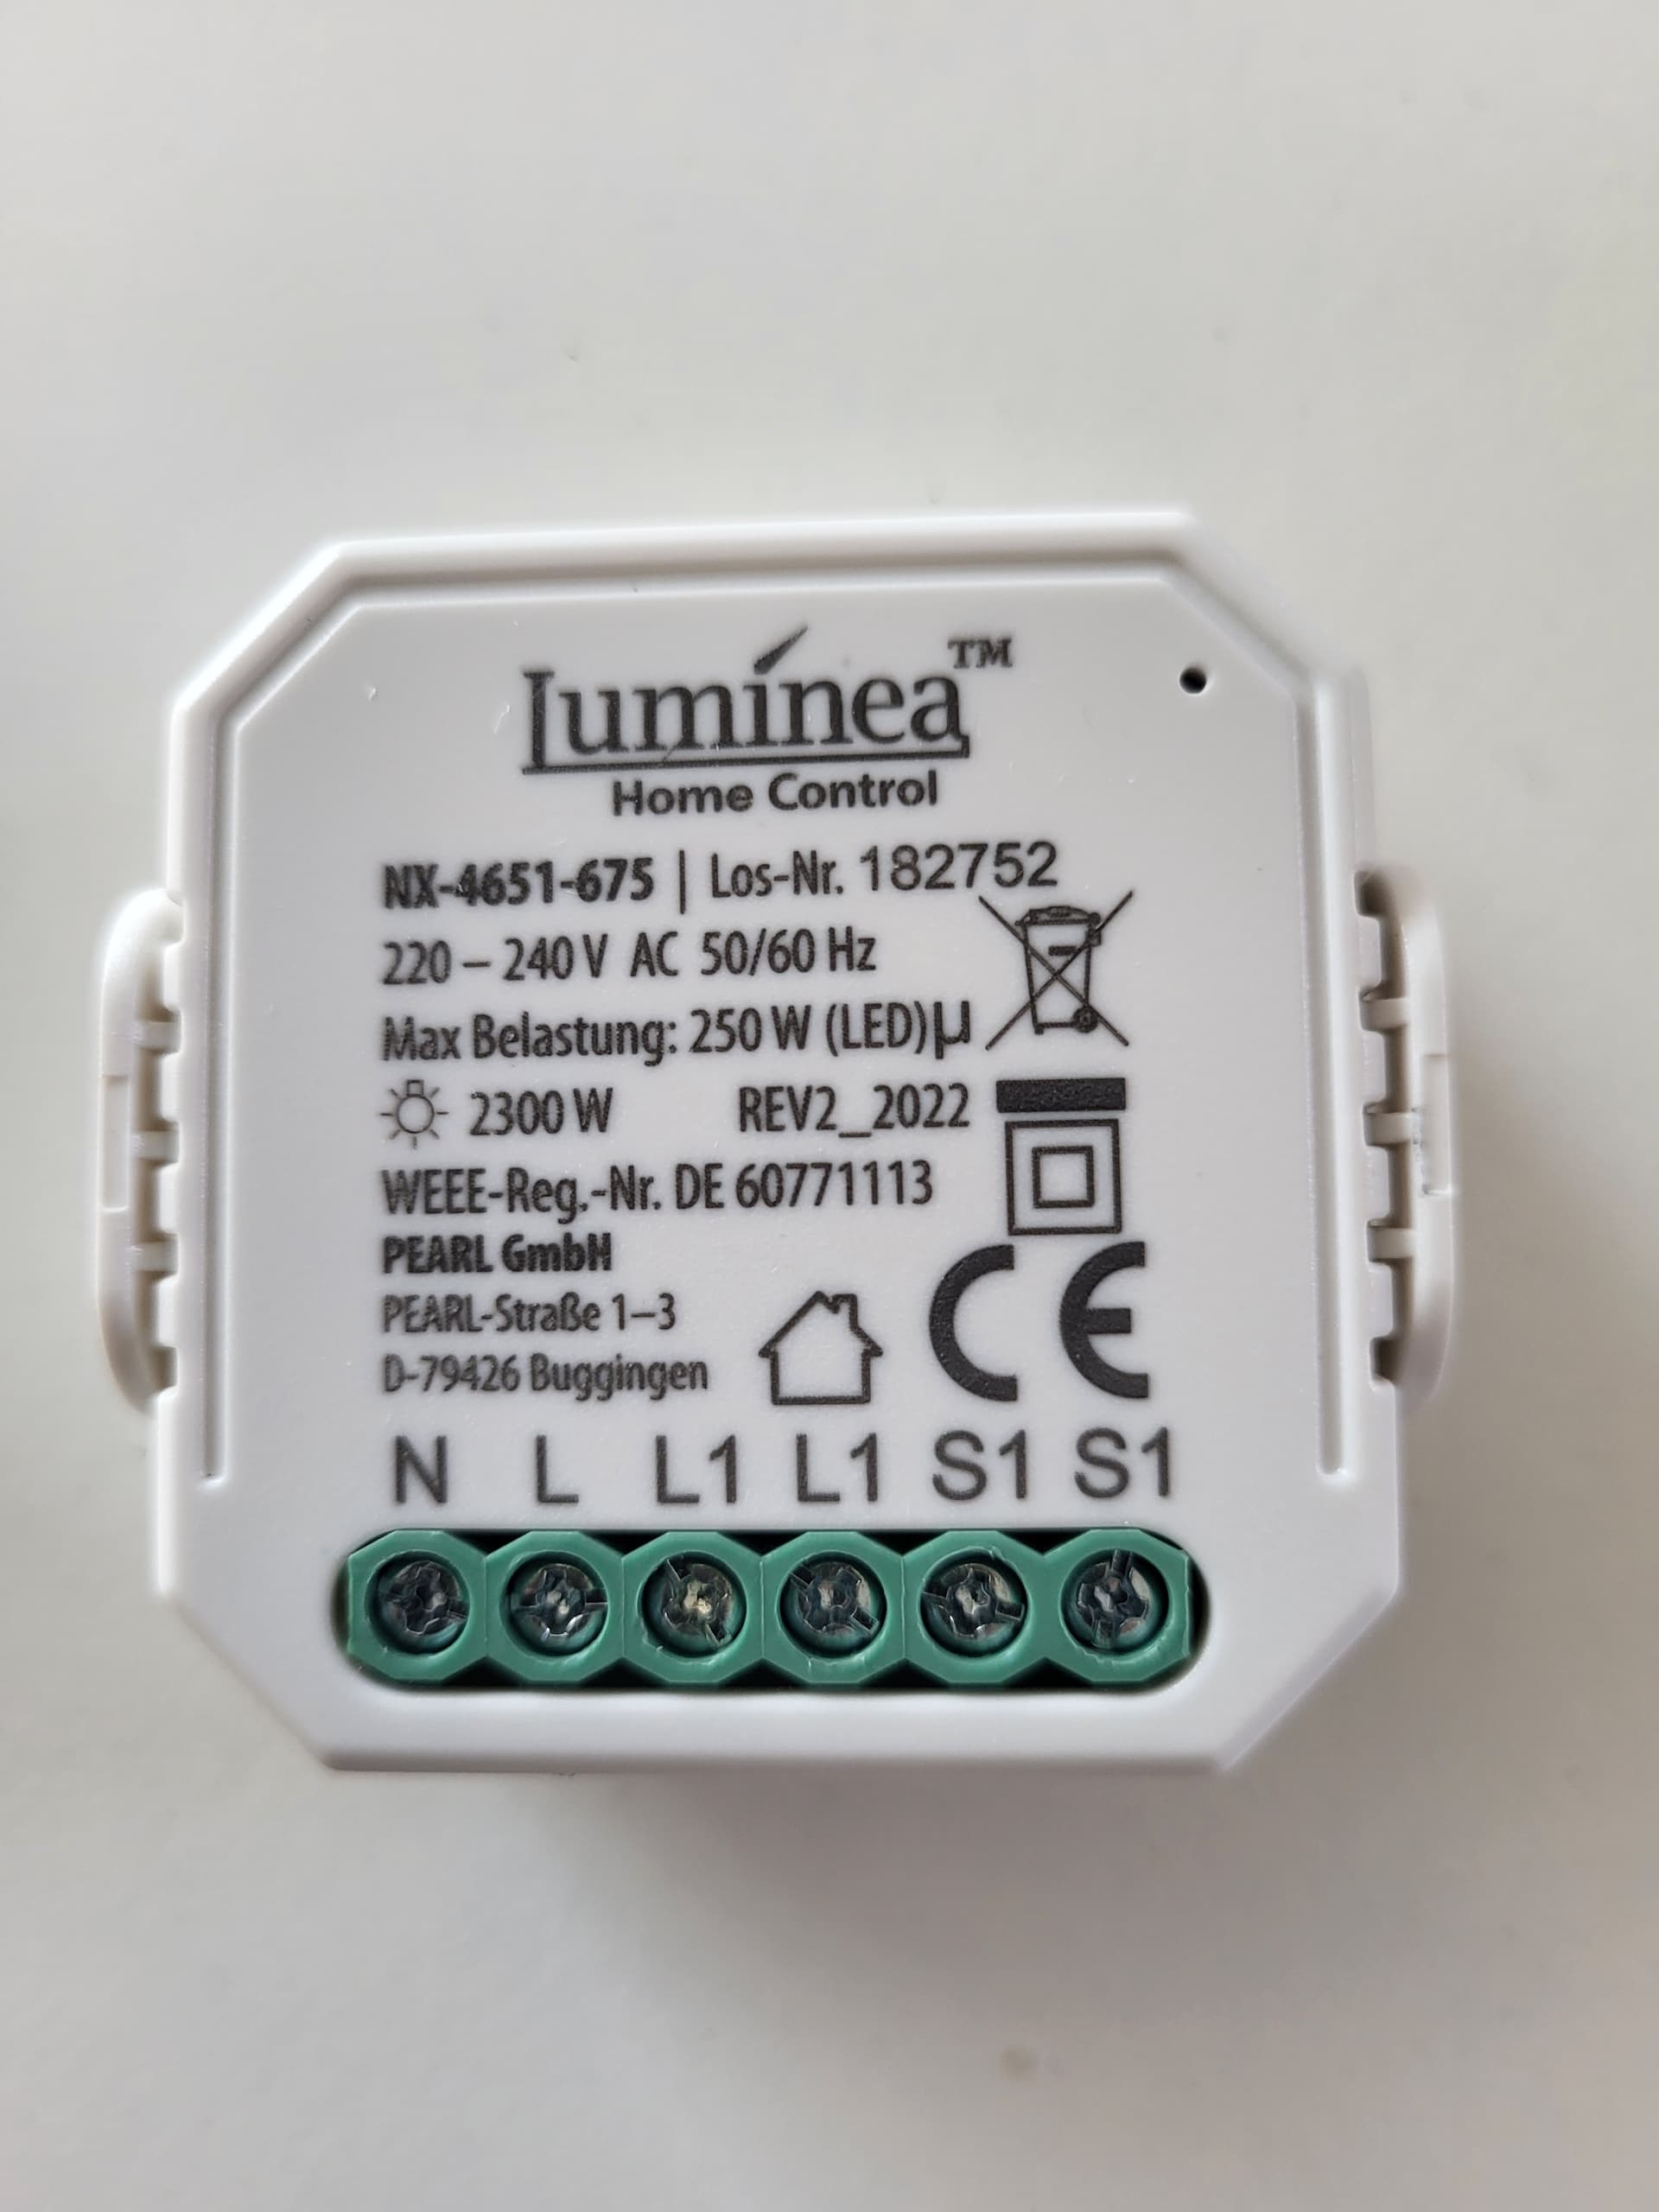 Luminea™
Home Control
NX-4651-675 | Los-Nr. 182752
220 – 240 V AC 50/60 Hz
Max Belastung: 250 W (LED) µ
2300 W REV2_2022
WEEE-Reg.-Nr. DE 60771113
PEARL GmbH
PEARL-Straße 1–3
D-79426 Buggingen
CE
N L L1 L1 S1 S1